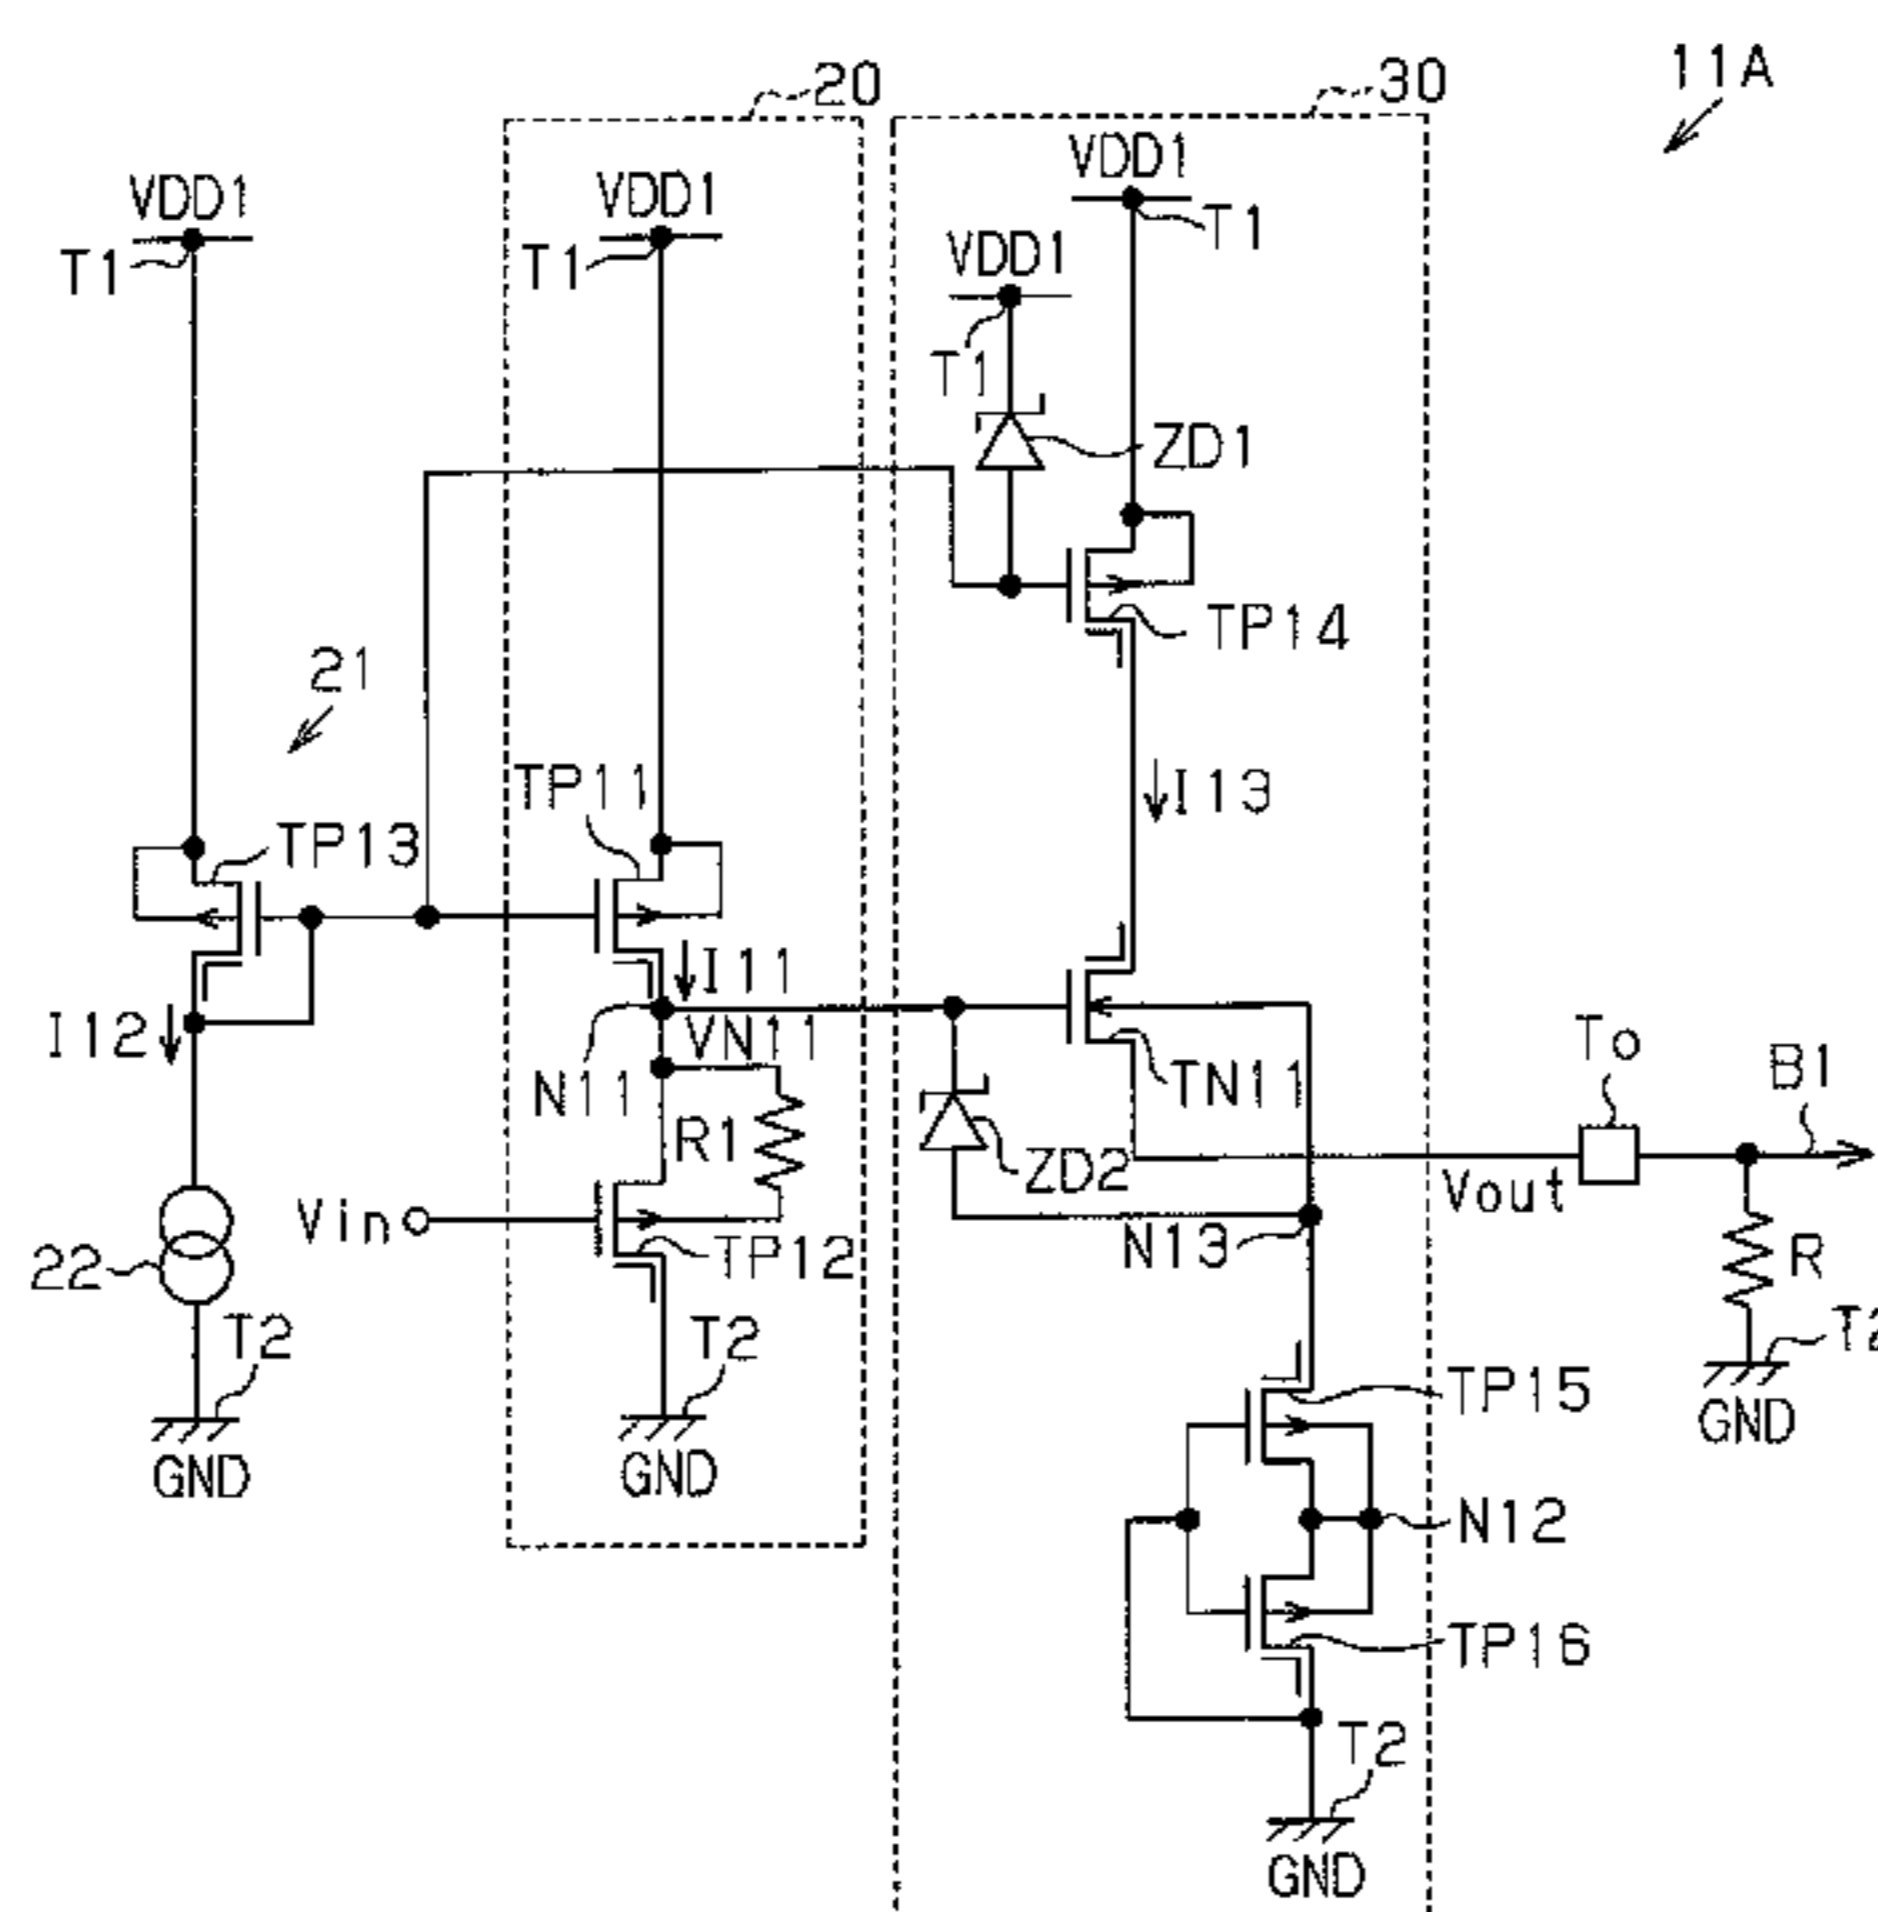 11A
20
30
VDD1
T1
VDD1
T1
VDD1
T1
VDD1
T1
ZD1
TP14
21
TP13
TP11
I13
I11
I12
N11
VN11
R1
TN11
ZD2
To
B1
Vin
TP12
Vout
N13
R
22
T2
GND
T2
GND
T2
GND
TP15
N12
TP16
T2
GND